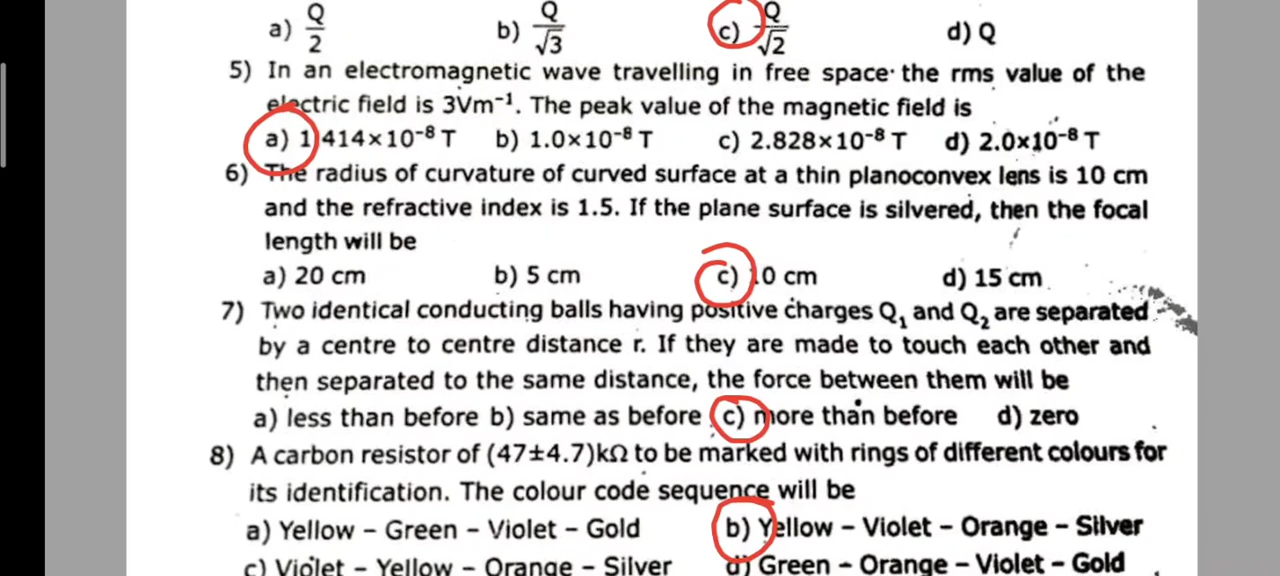 a) Q/2 b) Q/√3 c) Q/√2 d) Q
5) In an electromagnetic wave travelling in free space the rms value of the
electric field is 3Vm⁻¹. The peak value of the magnetic field is
a) 1.414×10⁻⁸ T b) 1.0×10⁻⁸ T c) 2.828×10⁻⁸ T d) 2.0×10⁻⁸ T
6) The radius of curvature of curved surface at a thin planoconvex lens is 10 cm
and the refractive index is 1.5. If the plane surface is silvered, then the focal
length will be
a) 20 cm b) 5 cm c) 10 cm d) 15 cm
7) Two identical conducting balls having positive charges Q₁ and Q₂ are separated
by a centre to centre distance r. If they are made to touch each other and
then separated to the same distance, the force between them will be
a) less than before b) same as before c) more than before d) zero
8) A carbon resistor of (47±4.7)kΩ to be marked with rings of different colours for
its identification. The colour code sequence will be
a) Yellow – Green – Violet – Gold b) Yellow – Violet – Orange – Silver
c) Violet – Yellow – Orange – Silver d) Green – Orange – Violet – Gold